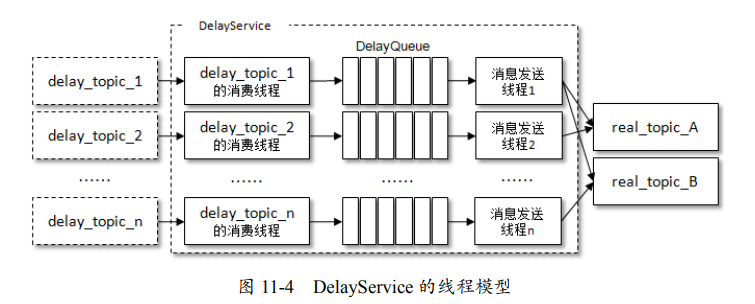 DelayService
DelayQueue
delay_topic_1
delay_topic_1
的消费线程
消息发送
线程1
delay_topic_2
delay_topic_2
的消费线程
消息发送
线程2
real_topic_A
real_topic_B
......
......
......
......
delay_topic_n
delay_topic_n
的消费线程
消息发送
线程n
图 11-4 DelayService 的线程模型